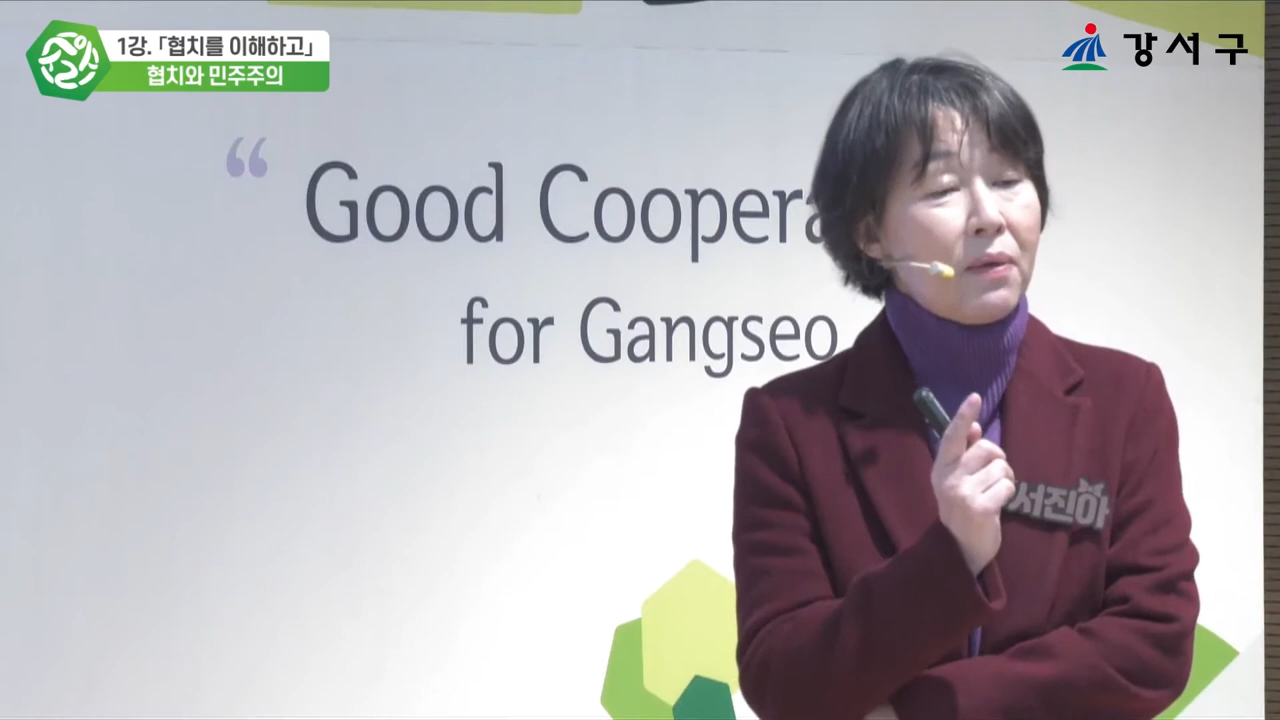 1강. 「협치를 이해하고」
협치와 민주주의
강서구
“ Good Coopera
for Gangseo
서진아